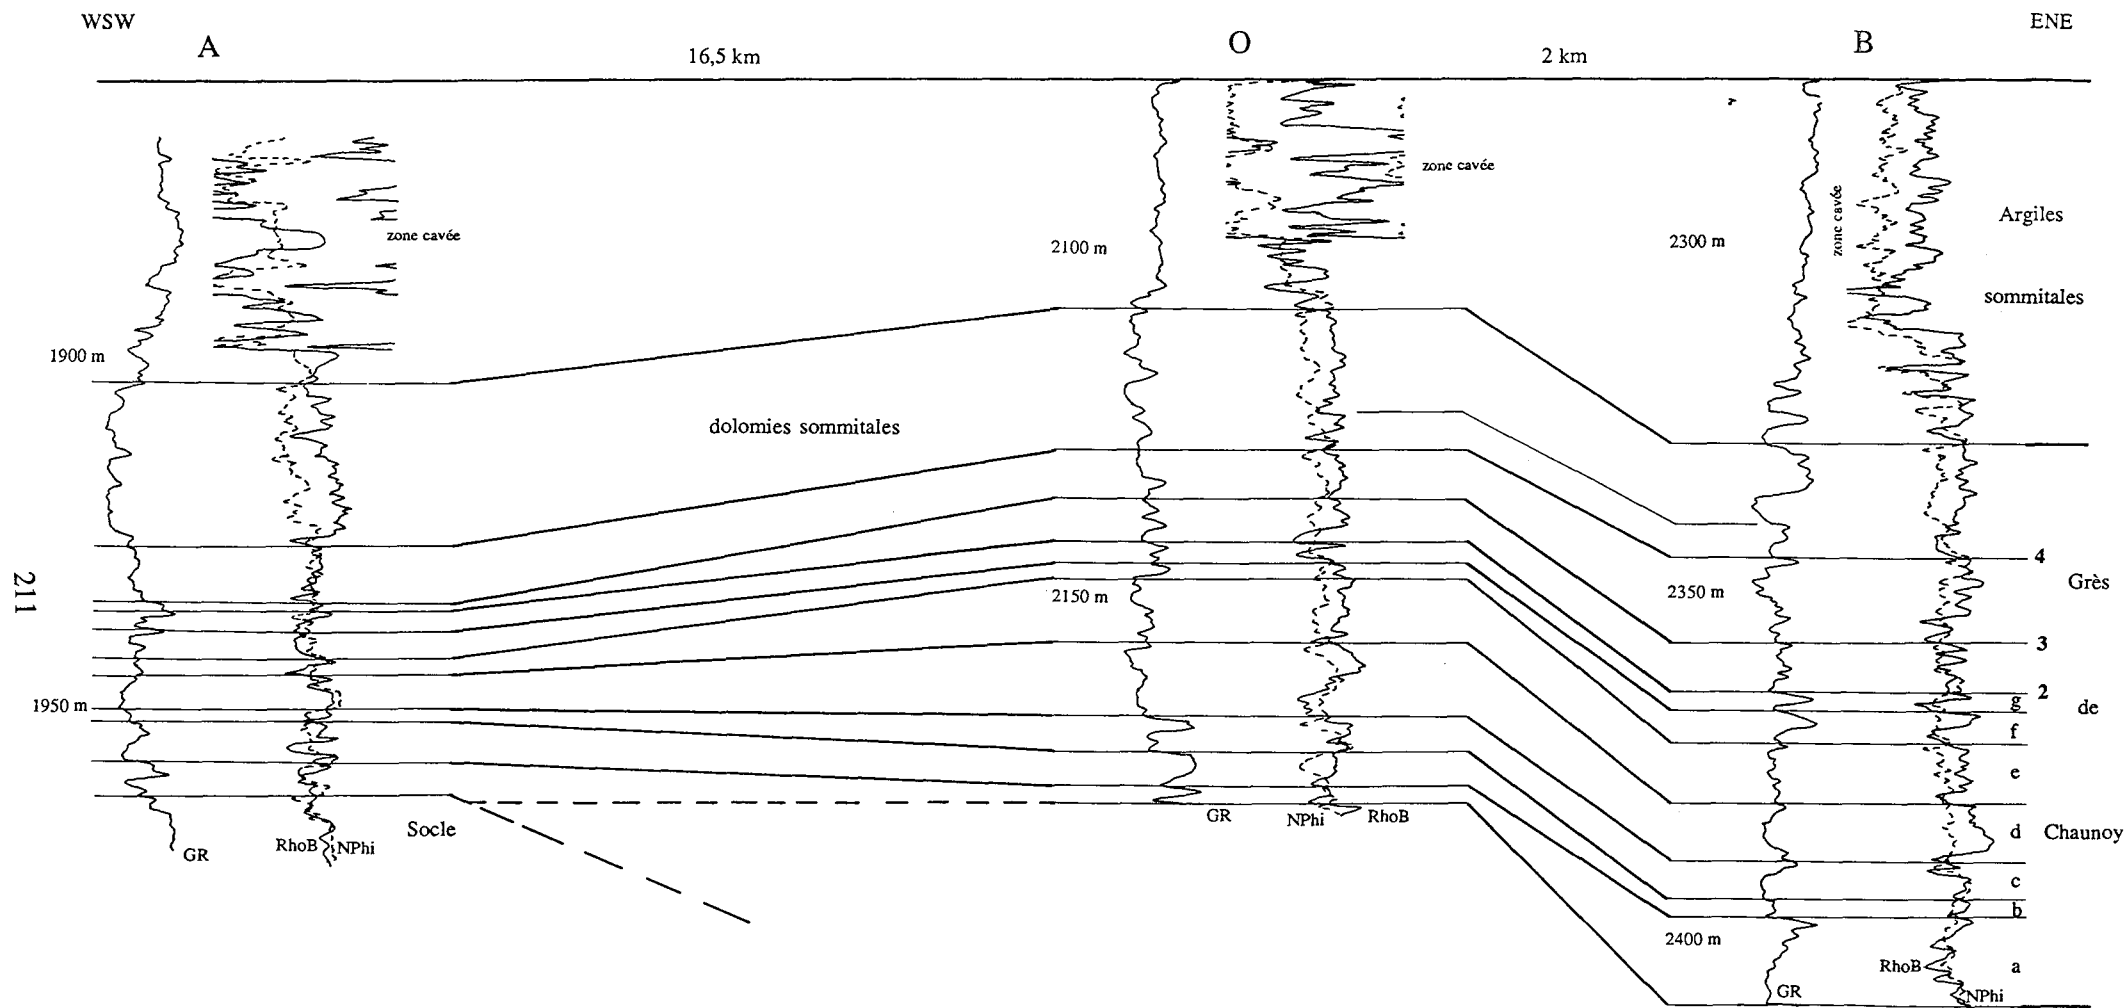 WSW
ENE
A
16,5 km
O
2 km
B
zone cavée
zone cavée
zone cavée
2100 m
2300 m
Argiles
sommitales
1900 m
dolomies sommitales
4
Grès
211
2150 m
2350 m
3
2
g
de
1950 m
f
e
GR
NPhi
RhoB
Socle
d
Chaunoy
RhoB
NPhi
GR
c
b
2400 m
RhoB
a
GR
NPhi